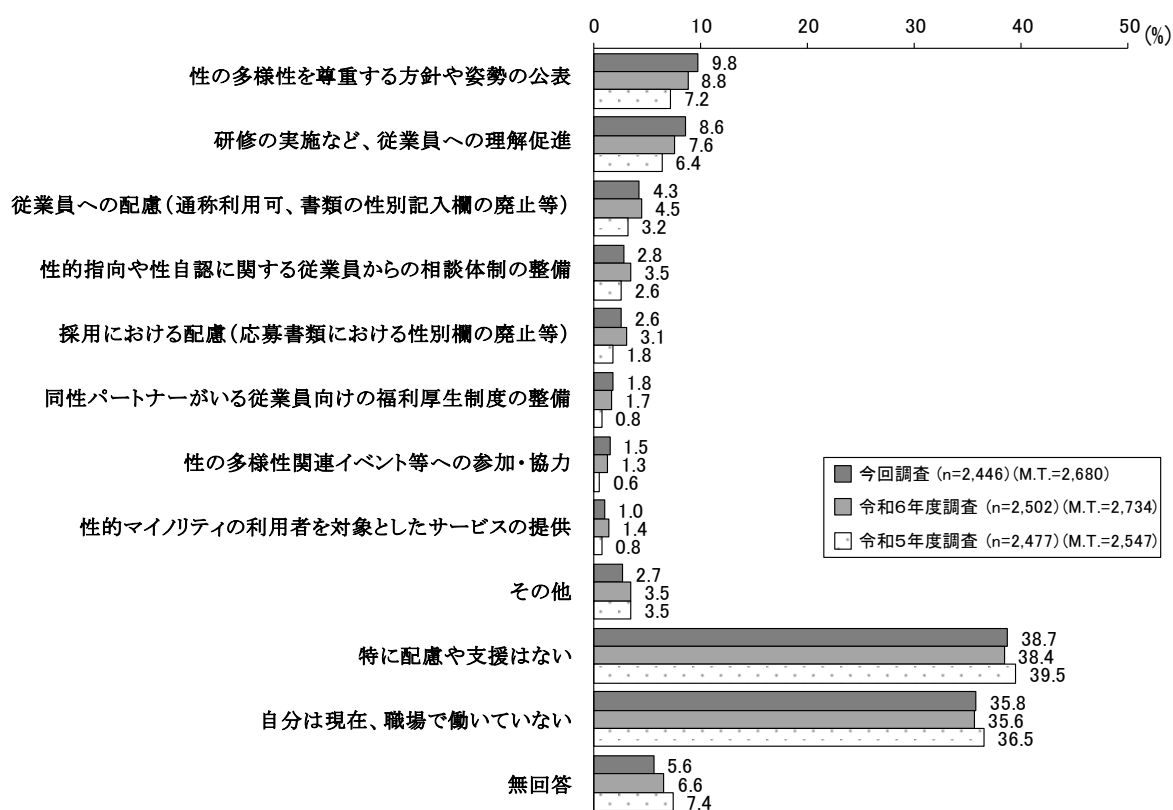 0 10 20 30 40 50 (%)
性の多様性を尊重する方針や姿勢の公表
9.8
8.8
7.2
研修の実施など、従業員への理解促進
8.6
7.6
6.4
従業員への配慮(通称利用可、書類の性別記入欄の廃止等)
4.3
4.5
3.2
性的指向や性自認に関する従業員からの相談体制の整備
2.8
3.5
2.6
採用における配慮(応募書類における性別欄の廃止等)
2.6
3.1
1.8
同性パートナーがいる従業員向けの福利厚生制度の整備
1.8
1.7
0.8
性の多様性関連イベント等への参加・協力
1.5
1.3
0.6
性的マイノリティの利用者を対象としたサービスの提供
1.0
1.4
0.8
その他
2.7
3.5
3.5
特に配慮や支援はない
38.7
38.4
39.5
自分は現在、職場で働いていない
35.8
35.6
36.5
無回答
5.6
6.6
7.4
今回調査 (n=2,446)(M.T.=2,680)
令和6年度調査 (n=2,502)(M.T.=2,734)
令和5年度調査 (n=2,477)(M.T.=2,547)